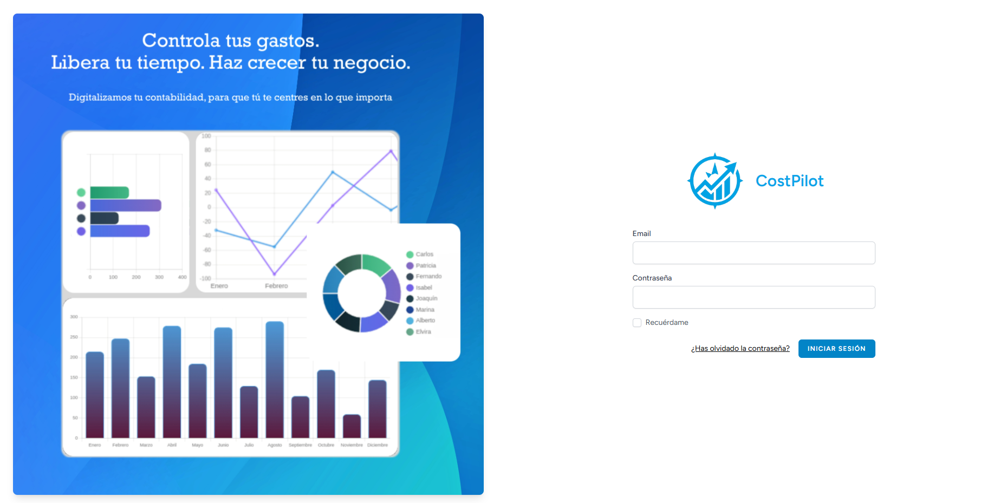 Controla tus gastos.
Libera tu tiempo. Haz crecer tu negocio.
Digitalizamos tu contabilidad, para que tú te centres en lo que importa
0 100 200 300 400
100
80
60
40
20
0
-20
-40
-60
-80
-100
Enero Febrero
Carlos
Patricia
Fernando
Isabel
Joaquín
Marina
Alberto
Elvira
300
250
200
150
100
50
0
Enero Febrero Marzo Abril Mayo Junio Julio Agosto Septiembre Octubre Noviembre Diciembre
CostPilot
Email
Contraseña
Recuérdame
¿Has olvidado la contraseña? INICIAR SESIÓN